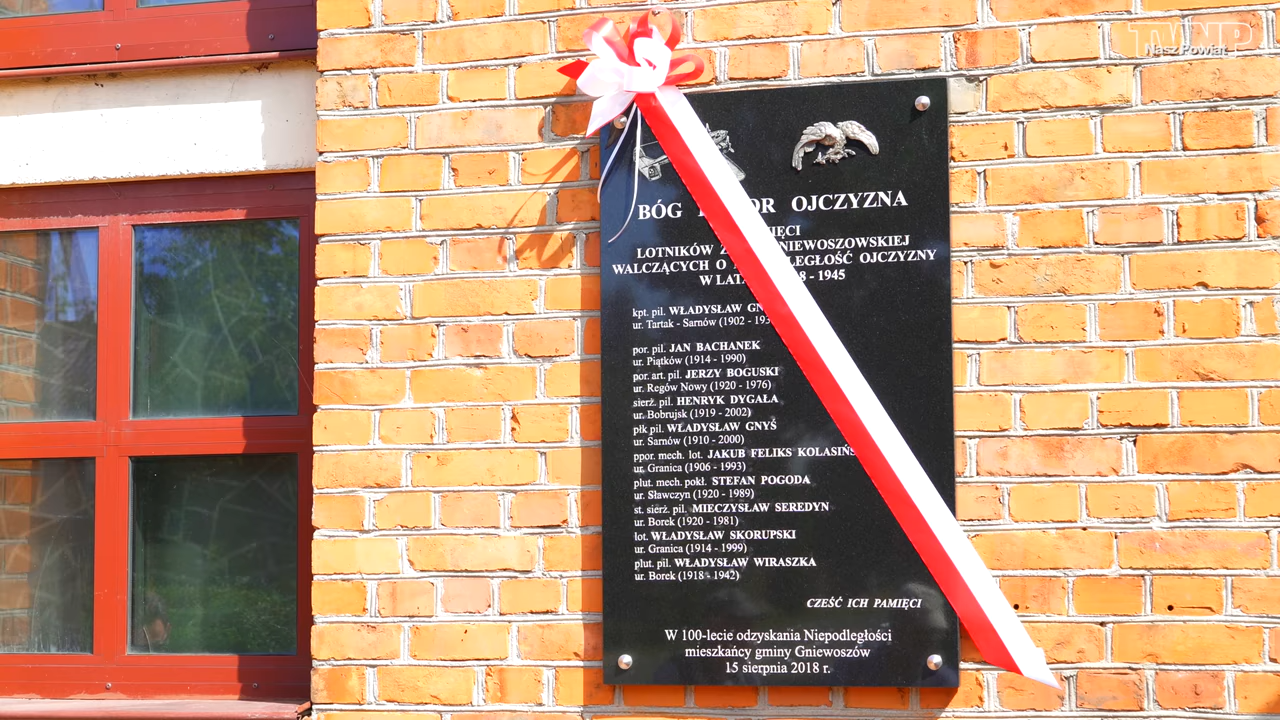 TVNP
Nasz Powiat
BÓG OJCZYZNA
LOTNIKÓW
WALCZĄCYCH O OJCZYZNY
W - 1945
kpt. pil. WŁADYSŁAW
ur. Tartak - Sarnów (1902 -
por. pil. JAN BACHANEK
ur. Piątków (1914 - 1990)
por. art. pil. JERZY BOGUSKI
ur. Regów Nowy (1920 - 1976)
sierż. pil. HENRYK DYGAŁA
ur. Bobrujsk (1919 - 2002)
płk pil. WŁADYSŁAW GNYŚ
ur. Sarnów (1910 - 2000)
ppor. mech. lot. JAKUB FELIKS
ur. Granica (1906 - 1993)
plut. mech. pokł. STEFAN POGODA
ur. Sławczyn (1920 - 1989)
st. sierż. pil. MIECZYSŁAW SEREDYN
ur. Borek (1920 - 1981)
lot. WŁADYSŁAW SKORUPSKI
ur. Granica (1914 - 1999)
plut. pil. WŁADYSŁAW WIRASZKA
ur. Borek (1918 - 1942)
CZEŚĆ ICH PAMIĘCI
W 100-lecie odzyskania Niepodległości
mieszkańcy gminy Gniewoszów
15 sierpnia 2018 r.